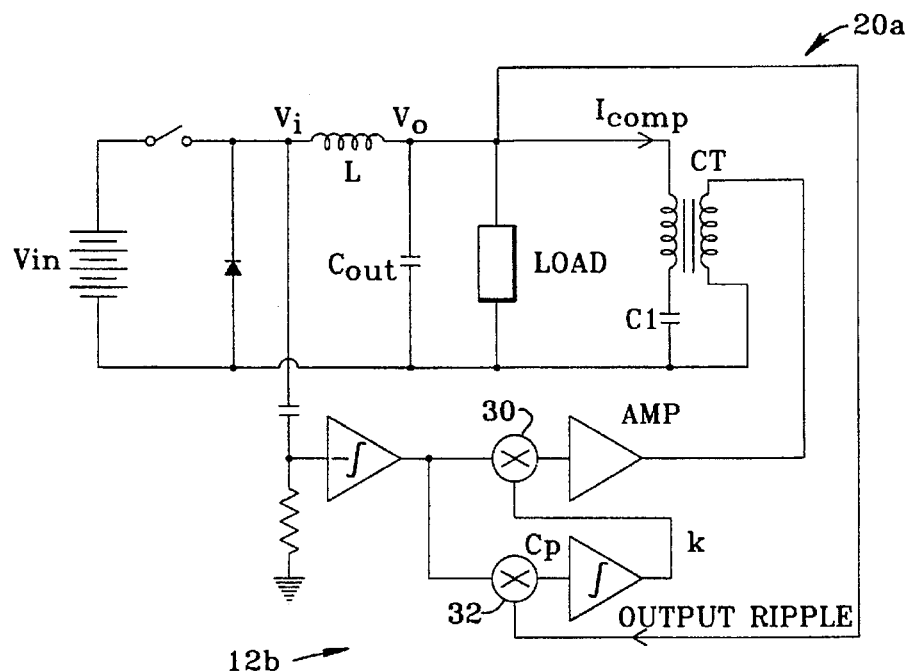 20a
Vi
Vo
Icomp
L
CT
Vin
Cout
LOAD
C1
30
AMP
-∫
Cp
k
∫
32
OUTPUT RIPPLE
12b